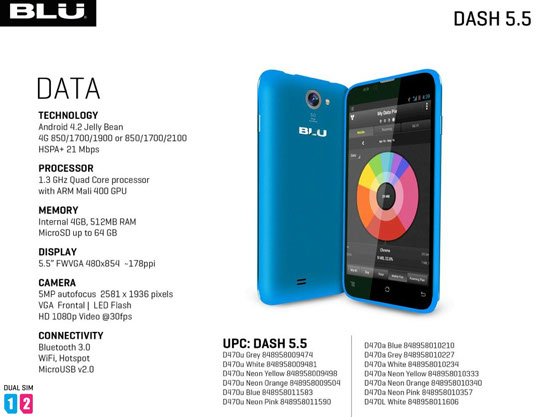 BLU
DASH 5.5
DATA
TECHNOLOGY
Android 4.2 Jelly Bean
4G 850/1700/1900 or 850/1700/2100
HSPA+ 21 Mbps
PROCESSOR
1.3 GHz Quad Core processor
with ARM Mali 400 GPU
MEMORY
Internal 4GB, 512MB RAM
MicroSD up to 64 GB
DISPLAY
5.5" FWVGA 480x854 ~178ppi
CAMERA
5MP autofocus 2581 x 1936 pixels
VGA Frontal | LED Flash
HD 1080p Video @30fps
CONNECTIVITY
Bluetooth 3.0
WiFi, Hotspot
MicroUSB v2.0
DUAL SIM
1 2
BLU
My Data Pla
UPC: DASH 5.5
D470u Grey 848958009474
D470u White 848958009481
D470u Neon Yellow 848958009498
D470u Neon Orange 848958009504
D470u Blue 848958011583
D470u Neon Pink 848958011590
D470a Blue 848958010210
D470a Grey 848958010227
D470a White 848958010234
D470a Neon Yellow 848958010333
D470a Neon Orange 848958010340
D470a Neon Pink 848958010357
D470L White 848958011606